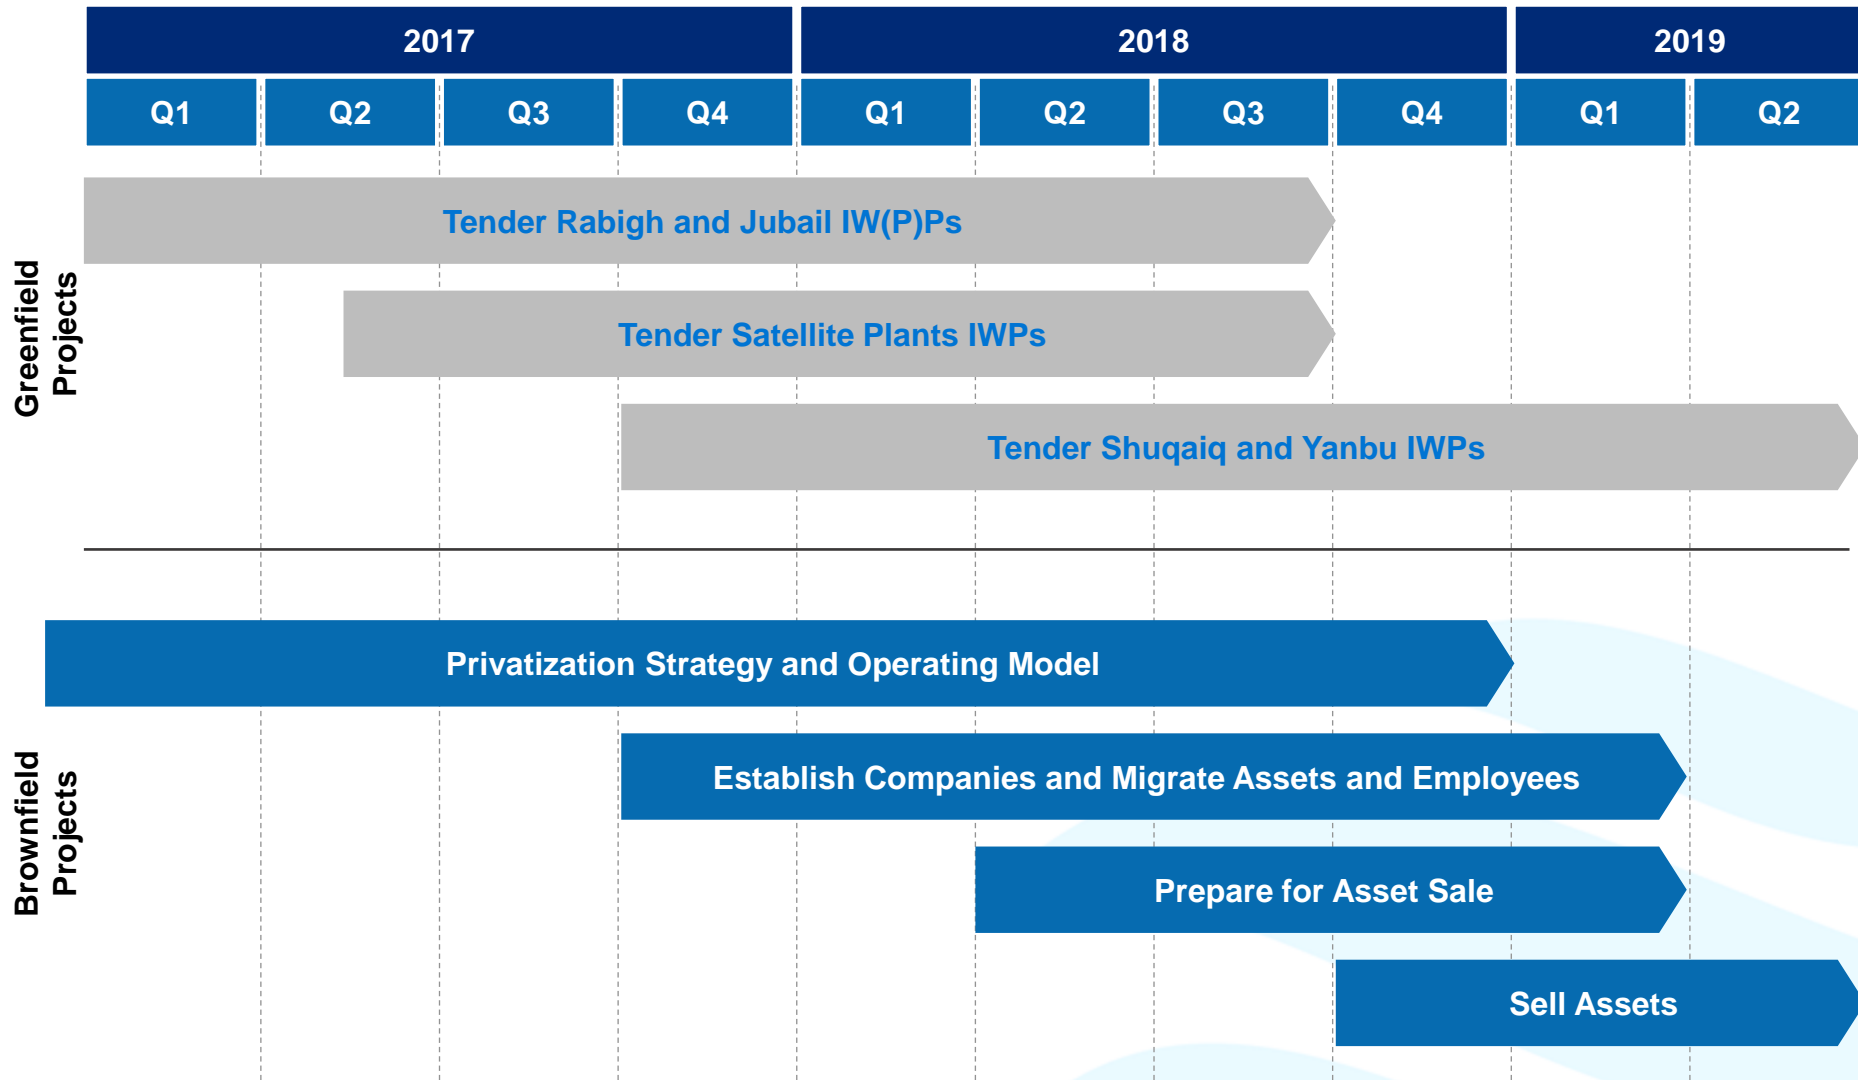 2017
2018
2019
Q1
Q2
Q3
Q4
Q1
Q2
Q3
Q4
Q1
Q2
Greenfield
Projects
Tender Rabigh and Jubail IW(P)Ps
Tender Satellite Plants IWPs
Tender Shuqaiq and Yanbu IWPs
Brownfield
Projects
Privatization Strategy and Operating Model
Establish Companies and Migrate Assets and Employees
Prepare for Asset Sale
Sell Assets